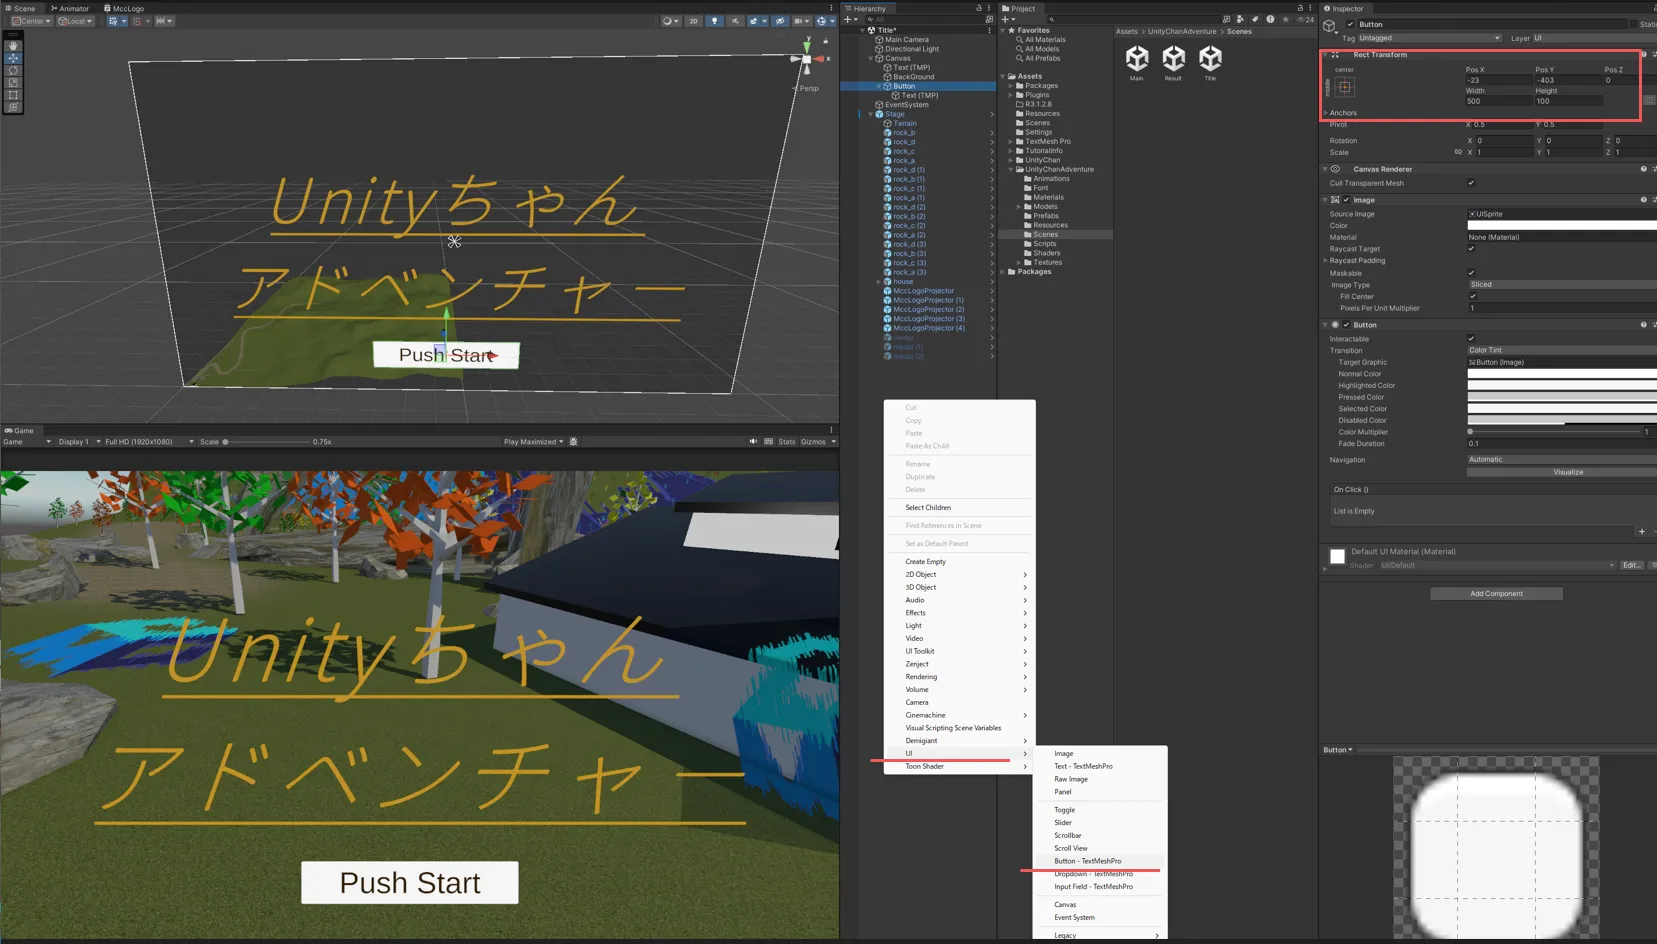 Scene
Animator
MccLogo
Center
Local
2D
y
x
< Persp
Unityちゃん
アドベンチャー
Push Start
Game
Game
Display 1
Full HD (1920x1080)
Scale
0.75x
Play Maximized
Stats
Gizmos
Unityちゃん
アドベンチャー
Push Start
Hierarchy
All
Title*
Main Camera
Directional Light
Canvas
Text (TMP)
BackGround
Button
Text (TMP)
EventSystem
Stage
Terrain
rock_b
rock_d
rock_c
rock_a
rock_d (1)
rock_b (1)
rock_c (1)
rock_a (1)
rock_d (2)
rock_b (2)
rock_c (2)
rock_a (2)
rock_d (3)
rock_b (3)
rock_c (3)
rock_a (3)
house
MccLogoProjector
MccLogoProjector (1)
MccLogoProjector (2)
MccLogoProjector (3)
MccLogoProjector (4)
medal
medal (1)
medal (2)
Cut
Copy
Paste
Paste As Child
Rename
Duplicate
Delete
Select Children
Find References in Scene
Set as Default Parent
Create Empty
2D Object
3D Object
Audio
Effects
Light
Video
UI Toolkit
Zenject
Rendering
Volume
Camera
Cinemachine
Visual Scripting Scene Variables
Demigiant
UI
Toon Shader
Image
Text - TextMeshPro
Raw Image
Panel
Toggle
Slider
Scrollbar
Scroll View
Button - TextMeshPro
Dropdown - TextMeshPro
Input Field - TextMeshPro
Canvas
Event System
Legacy
Project
24
Favorites
All Materials
All Models
All Prefabs
Assets
Packages
Plugins
R3.1.2.8
Resources
Scenes
Settings
TextMesh Pro
TutorialInfo
UnityChan
UnityChanAdventure
Animations
Font
Materials
Models
Prefabs
Resources
Scenes
Scripts
Shaders
Textures
Packages
Assets > UnityChanAdventure > Scenes
Main
Result
Title
Inspector
Button
Static
Tag Untagged
Layer UI
Rect Transform
center
middle
Pos X
Pos Y
Pos Z
-23
-403
0
Width
Height
500
100
Anchors
Pivot X 0.5 Y 0.5
Rotation X 0 Y 0 Z 0
Scale X 1 Y 1 Z 1
Canvas Renderer
Cull Transparent Mesh
Image
Source Image UISprite
Color
Material None (Material)
Raycast Target
Raycast Padding
Maskable
Image Type Sliced
Fill Center
Pixels Per Unit Multiplier 1
Button
Interactable
Transition Color Tint
Target Graphic Button (Image)
Normal Color
Highlighted Color
Pressed Color
Selected Color
Disabled Color
Color Multiplier 1
Fade Duration 0.1
Navigation Automatic
Visualize
On Click ()
List is Empty
Default UI Material (Material)
Shader UI/Default
Edit...
Add Component
Button